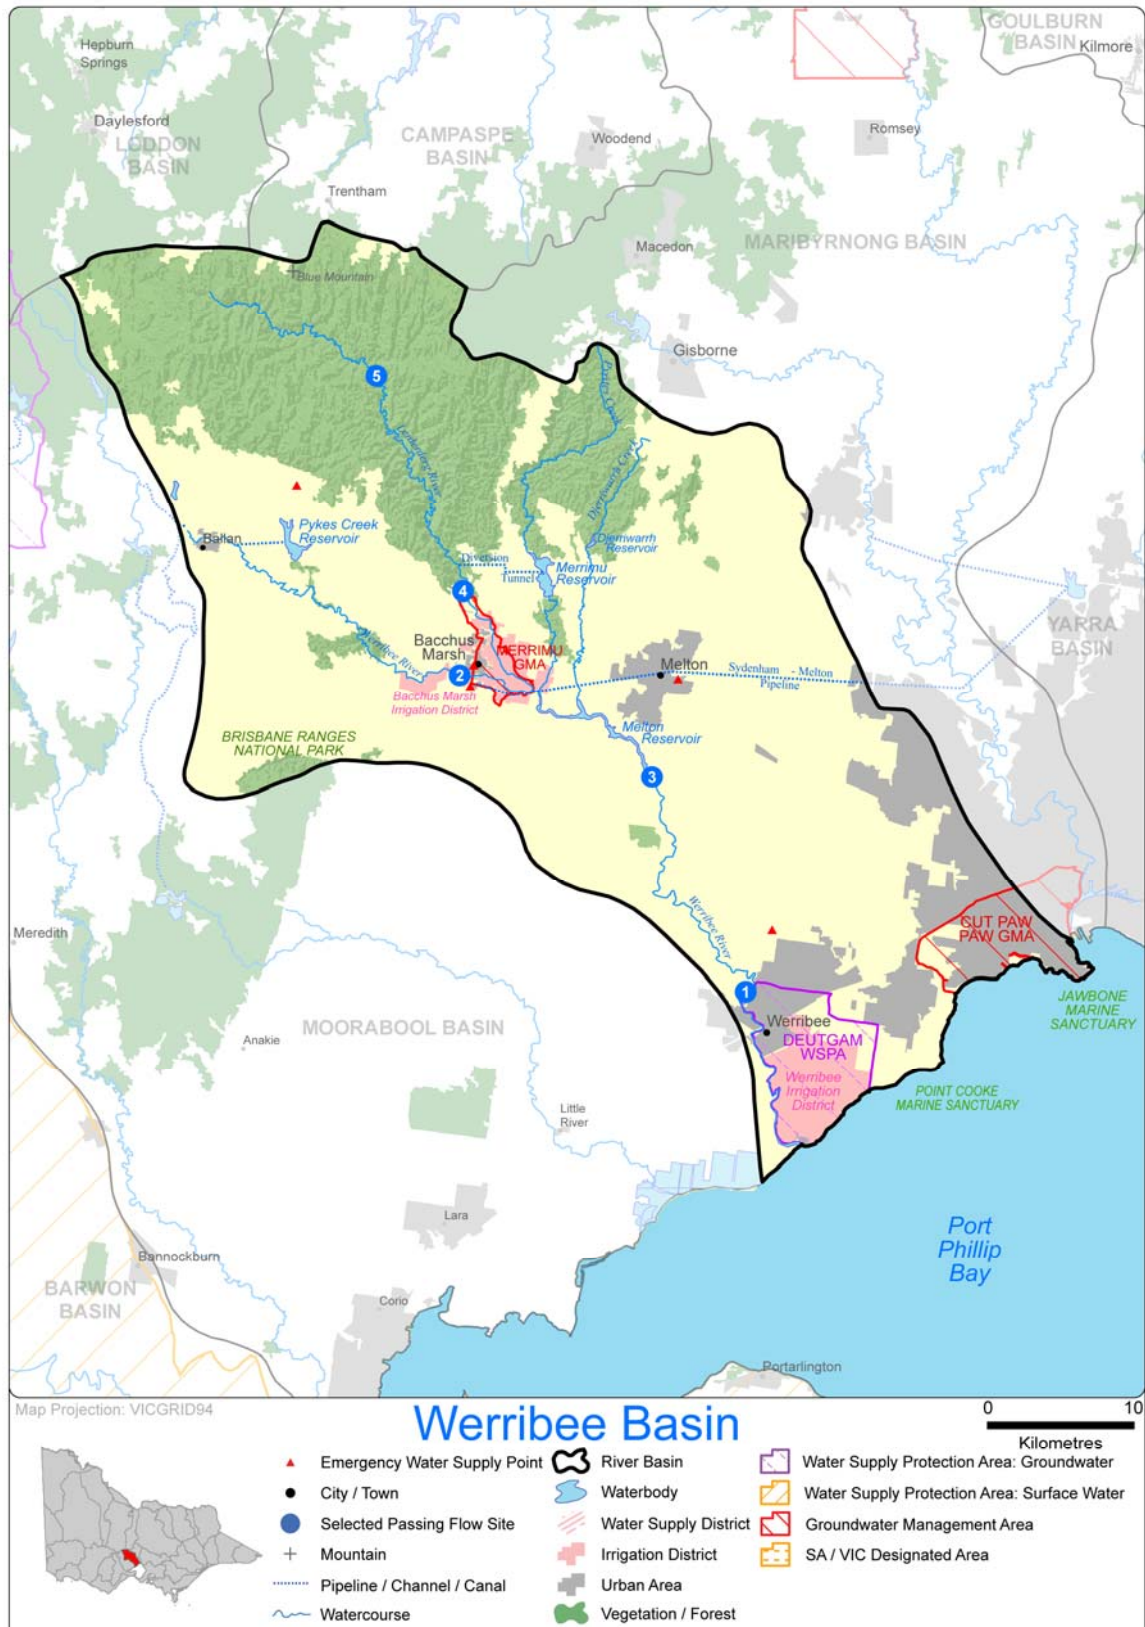 GOULBURN
BASIN
Kilmore
Hepburn
Springs
Daylesford
LODDON
BASIN
CAMPASPE
BASIN
Woodend
Romsey
Trentham
Macedon
MARIBYRNONG BASIN
Blue Mountain
Gisborne
Pyrites Creek
5
Lerderderg River
Djerriwarrh Creek
Ballan
Pykes Creek
Reservoir
Djerriwarrh
Reservoir
Diversion
Tunnel
Merrimu
Reservoir
4
YARRA
BASIN
Bacchus
Marsh
MERRIMU
GMA
Werribee River
2
Melton
Sydenham - Melton
Pipeline
Bacchus Marsh
Irrigation District
BRISBANE RANGES
NATIONAL PARK
Melton
Reservoir
3
Meredith
Werribee River
CUT PAW
PAW GMA
1
JAWBONE
MARINE
SANCTUARY
MOORABOOL BASIN
Anakie
Werribee
DEUTGAM
WSPA
Werribee
Irrigation
District
POINT COOKE
MARINE SANCTUARY
Little
River
Lara
Port
Phillip
Bay
Bannockburn
BARWON
BASIN
Corio
Portarlington
Map Projection: VICGRID94
Werribee Basin
0 10
Kilometres
Emergency Water Supply Point
City / Town
Selected Passing Flow Site
Mountain
Pipeline / Channel / Canal
Watercourse
River Basin
Waterbody
Water Supply District
Irrigation District
Urban Area
Vegetation / Forest
Water Supply Protection Area: Groundwater
Water Supply Protection Area: Surface Water
Groundwater Management Area
SA / VIC Designated Area